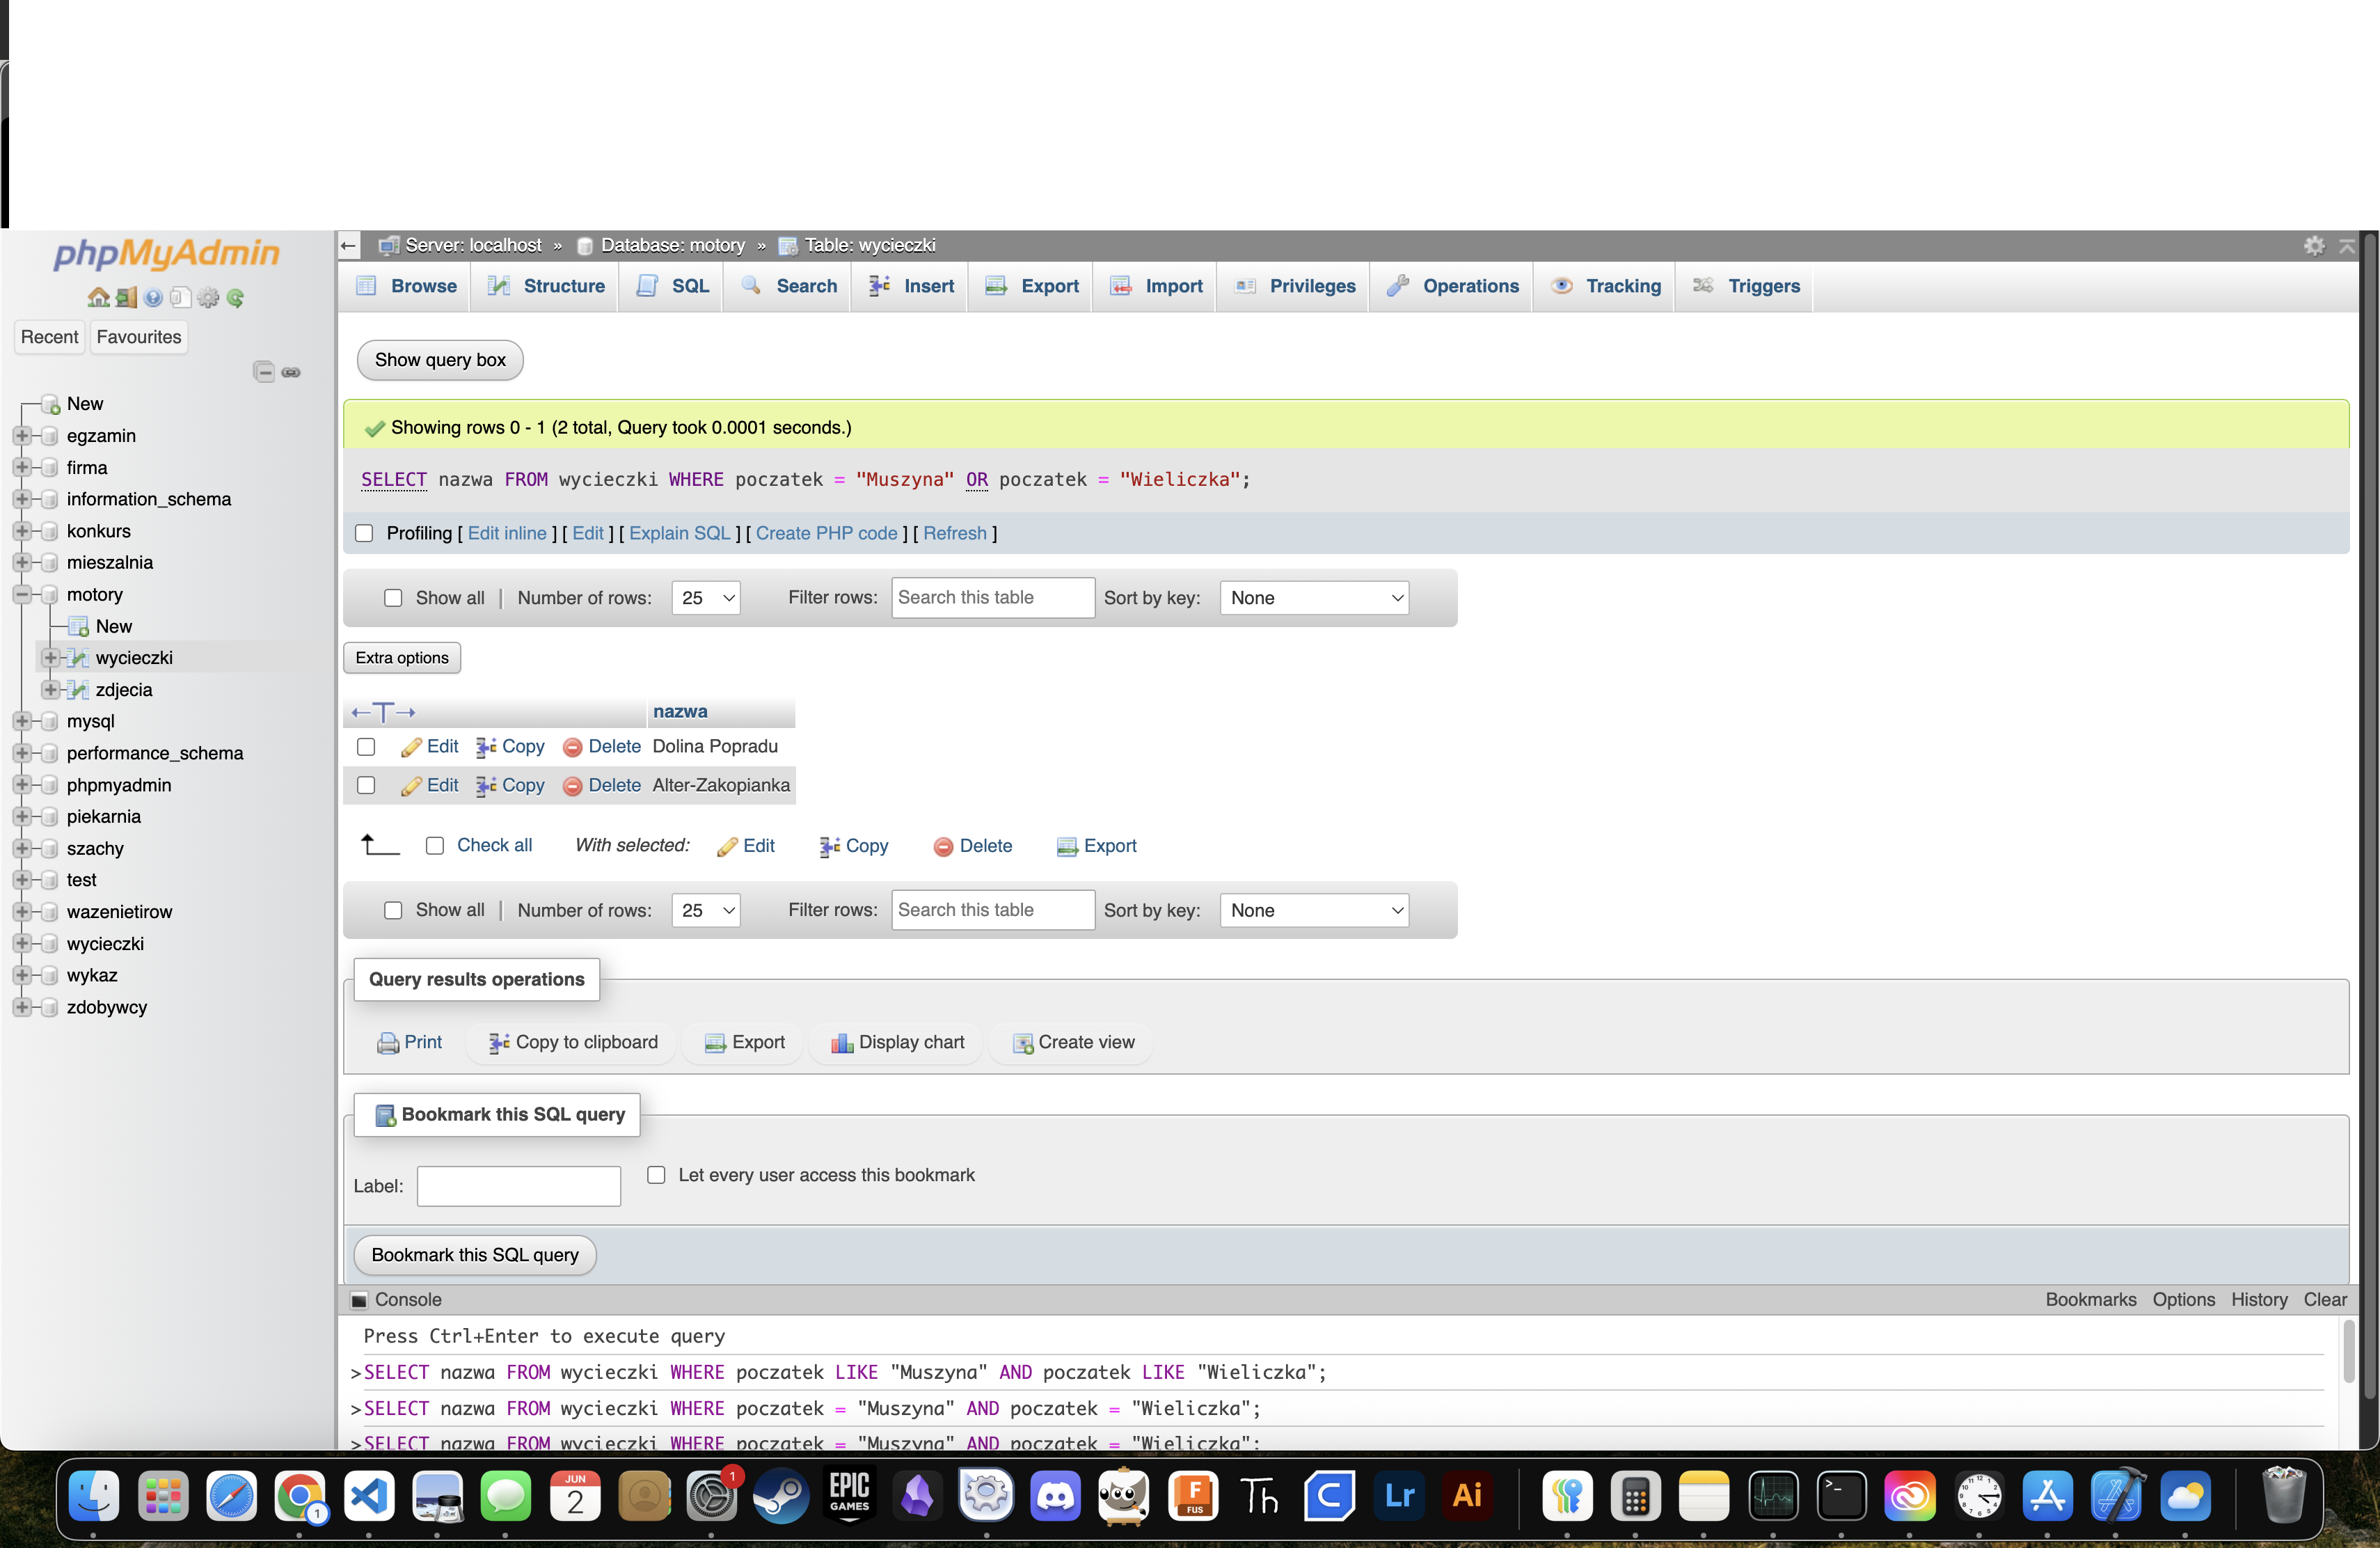 phpMyAdmin
Recent Favourites
New
egzamin
firma
information_schema
konkurs
mieszalnia
motory
New
wycieczki
zdjecia
mysql
performance_schema
phpmyadmin
piekarnia
szachy
test
wazenietirow
wycieczki
wykaz
zdobywcy
Server: localhost » Database: motory » Table: wycieczki
Browse Structure SQL Search Insert Export Import Privileges Operations Tracking Triggers
Show query box
Showing rows 0 - 1 (2 total, Query took 0.0001 seconds.)
SELECT nazwa FROM wycieczki WHERE poczatek = "Muszyna" OR poczatek = "Wieliczka";
Profiling [ Edit inline ] [ Edit ] [ Explain SQL ] [ Create PHP code ] [ Refresh ]
Show all | Number of rows: 25 Filter rows: Search this table Sort by key: None
Extra options
←T→ nazwa
Edit Copy Delete Dolina Popradu
Edit Copy Delete Alter-Zakopianka
Check all With selected: Edit Copy Delete Export
Show all | Number of rows: 25 Filter rows: Search this table Sort by key: None
Query results operations
Print Copy to clipboard Export Display chart Create view
Bookmark this SQL query
Label: Let every user access this bookmark
Bookmark this SQL query
Console Bookmarks Options History Clear
Press Ctrl+Enter to execute query
>SELECT nazwa FROM wycieczki WHERE poczatek LIKE "Muszyna" AND poczatek LIKE "Wieliczka";
>SELECT nazwa FROM wycieczki WHERE poczatek = "Muszyna" AND poczatek = "Wieliczka";
>SELECT nazwa FROM wycieczki WHERE poczatek = "Muszyna" AND poczatek = "Wieliczka";
1 JUN 2 1 EPIC GAMES F FUS Th C Lr Ai >_